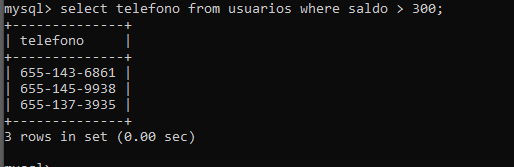 mysql> select telefono from usuarios where saldo > 300;
+--------------+
| telefono     |
+--------------+
| 655-143-6861 |
| 655-145-9938 |
| 655-137-3935 |
+--------------+
3 rows in set (0.00 sec)
mysql>